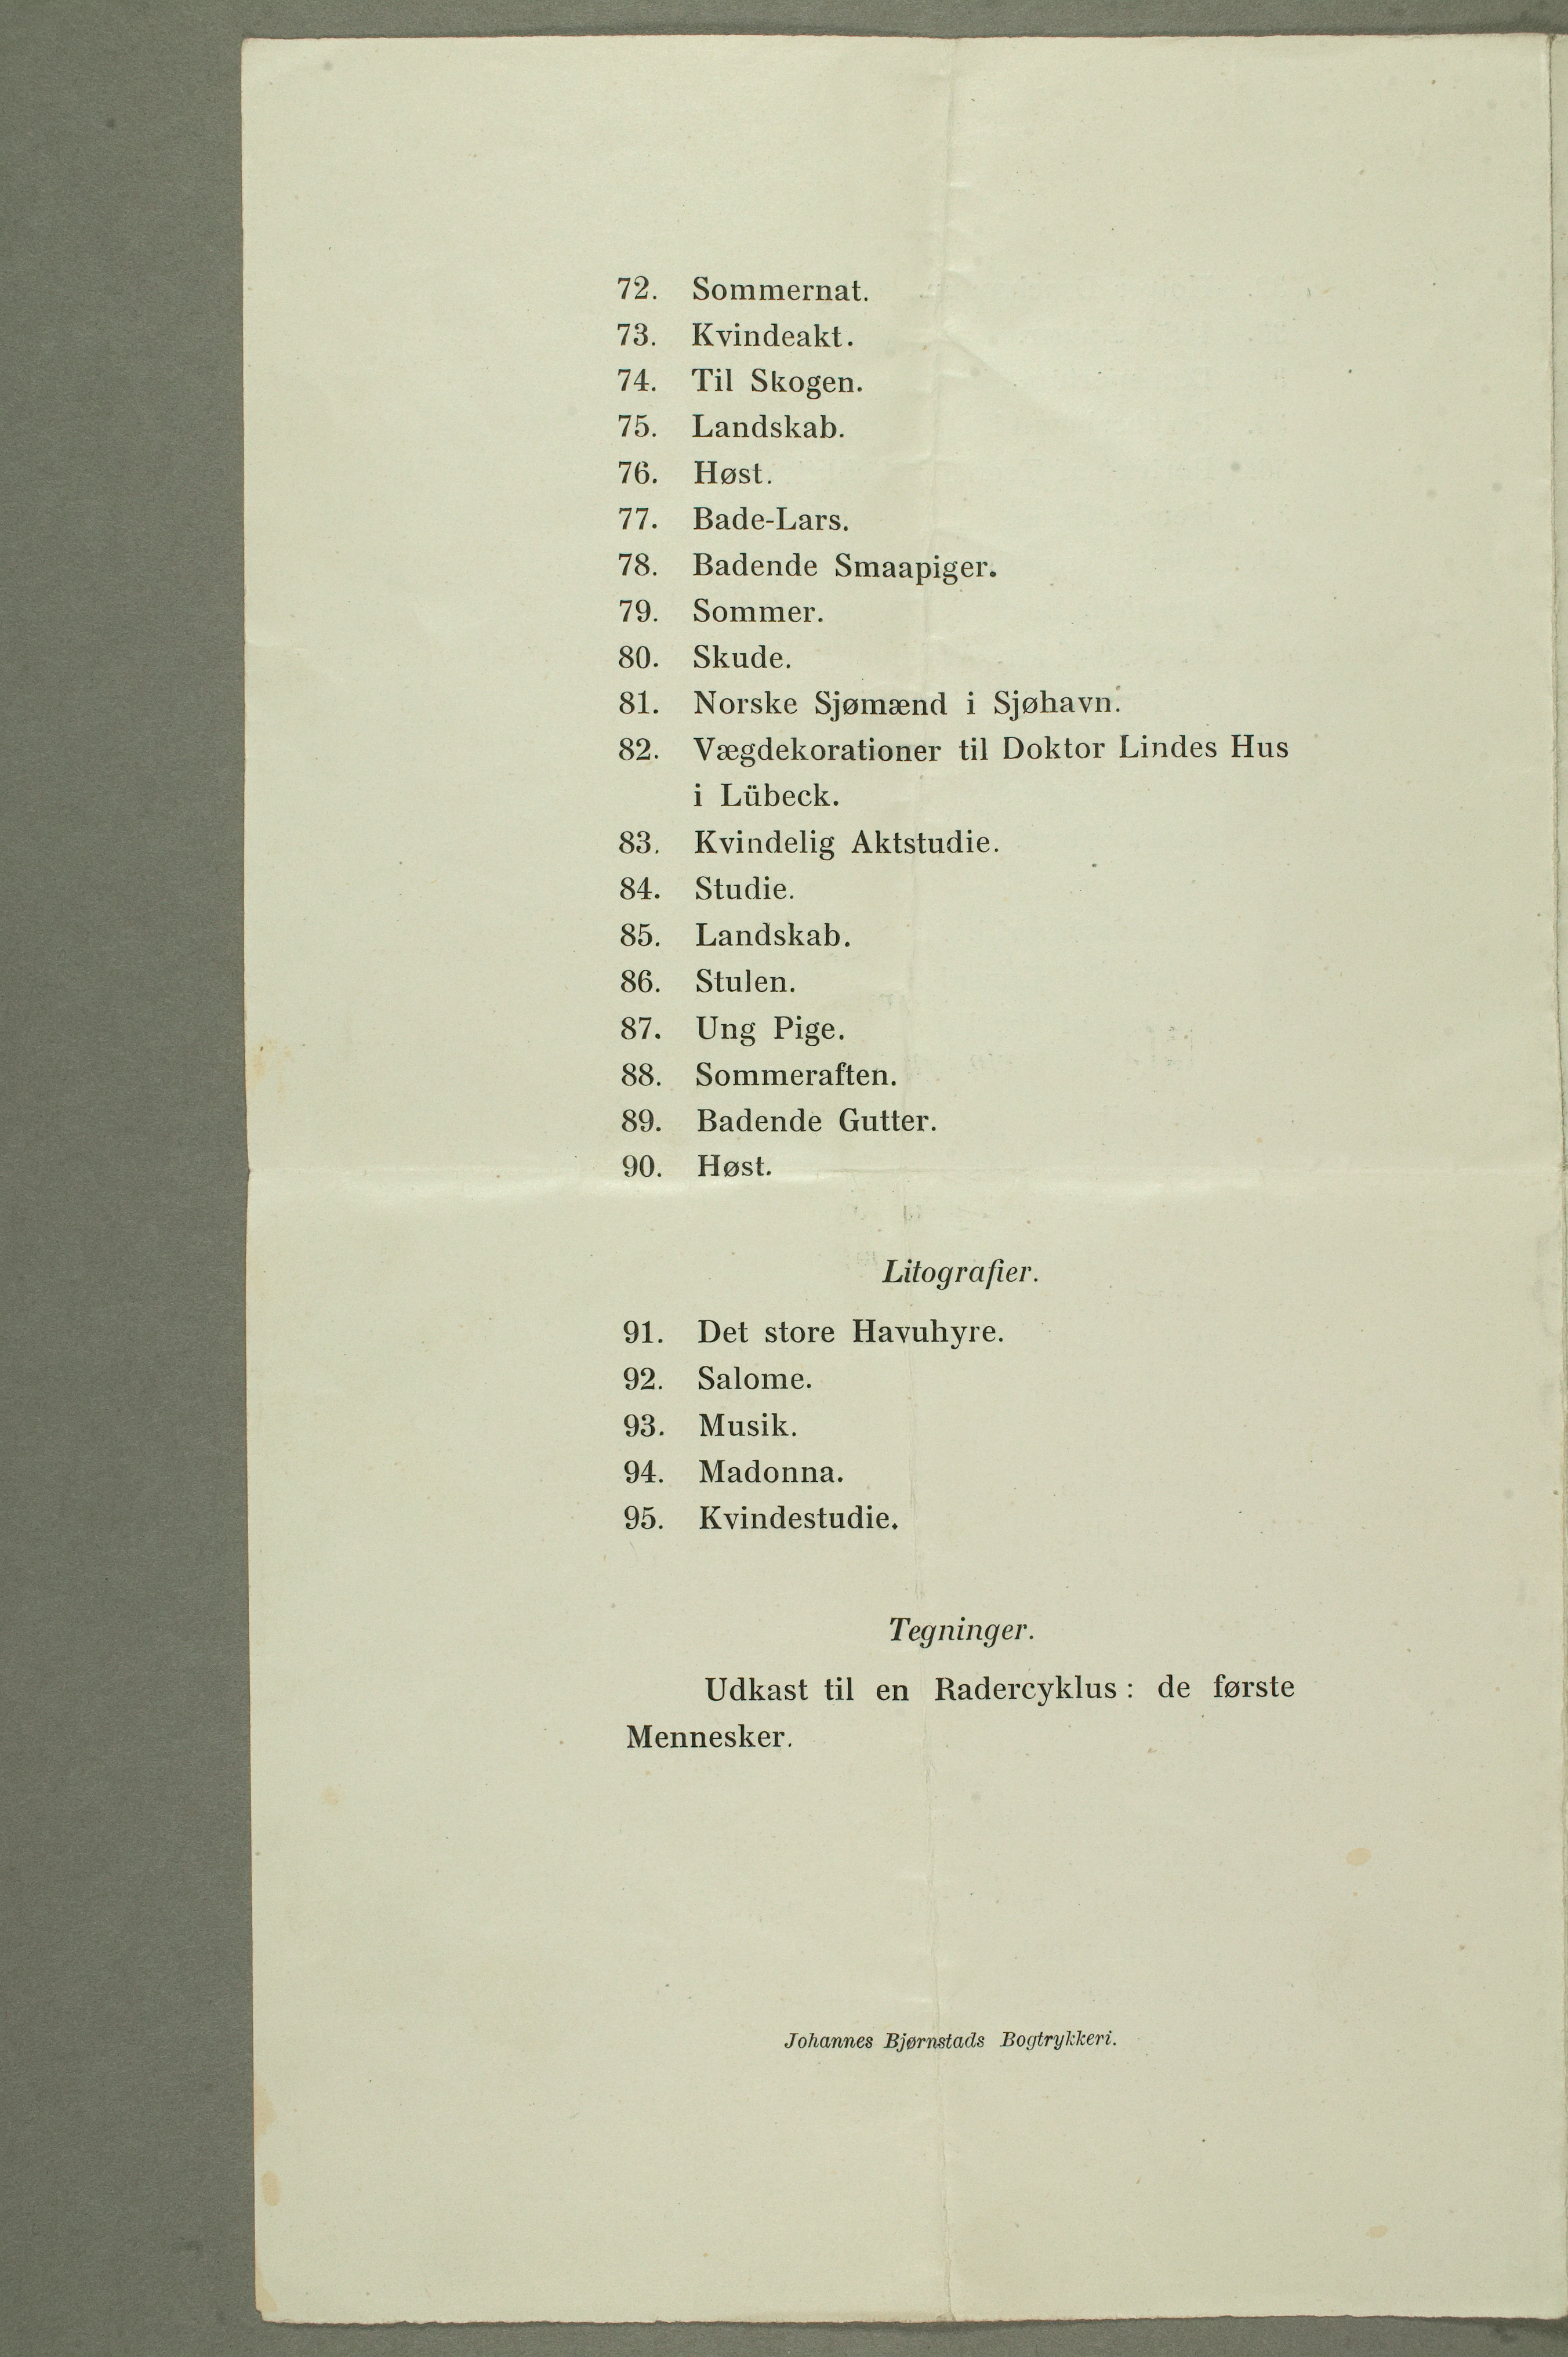 72. Sommernat.
73. Kvindeakt.
74. Til Skogen.
75. Landskab.
76. Høst.
77. Bade-Lars.
78. Badende Smaapiger.
79. Sommer.
80. Skude.
81. Norske Sjømænd i Sjøhavn.
82. Vægdekorationer til Doktor Lindes Hus
i Lübeck.
83. Kvindelig Aktstudie.
84. Studie.
85. Landskab.
86. Stulen.
87. Ung Pige.
88. Sommeraften.
89. Badende Gutter.
90. Høst.
Litografier.
91. Det store Havuhyre.
92. Salome.
93. Musik.
94. Madonna.
95. Kvindestudie.
Tegninger.
Udkast til en Radercyklus: de første
Mennesker.
Johannes Bjørnstads Bogtrykkeri.